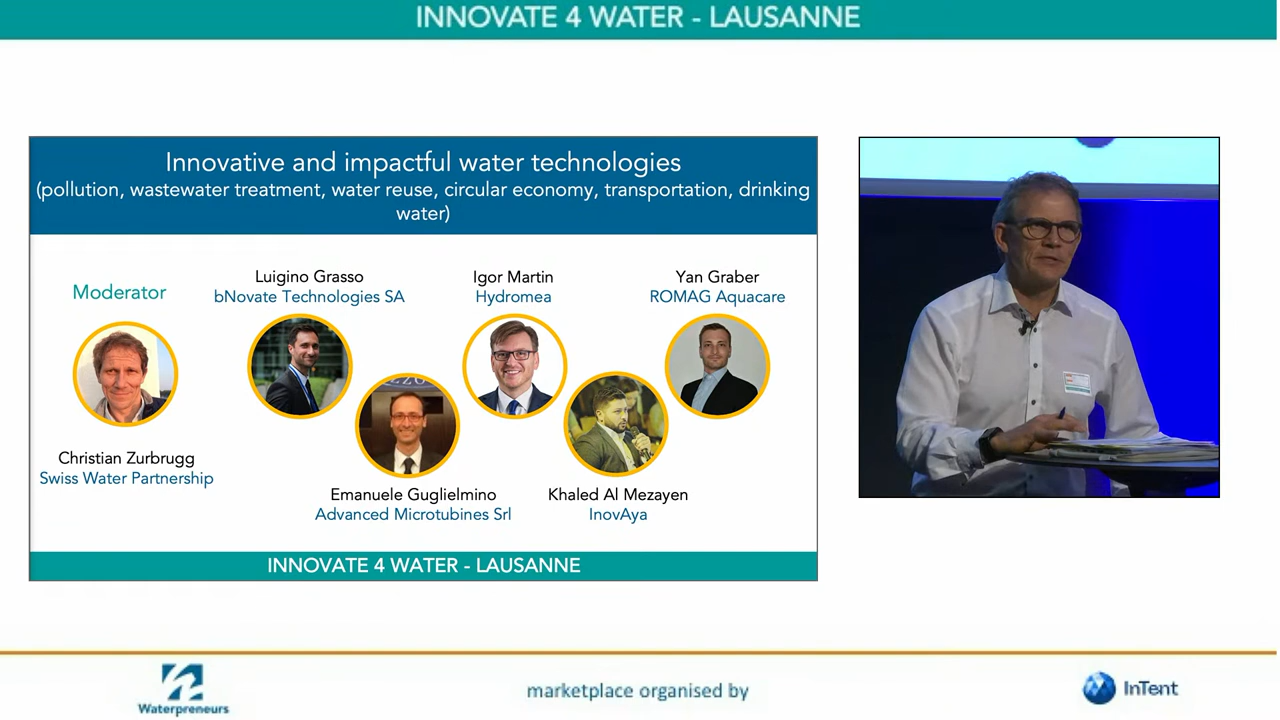 INNOVATE 4 WATER - LAUSANNE
Innovative and impactful water technologies
(pollution, wastewater treatment, water reuse, circular economy, transportation, drinking
water)
Moderator
Christian Zurbrugg
Swiss Water Partnership
Luigino Grasso
bNovate Technologies SA
Emanuele Guglielmino
Advanced Microtubines Srl
Igor Martin
Hydromea
Khaled Al Mezayen
InovAya
Yan Graber
ROMAG Aquacare
INNOVATE 4 WATER - LAUSANNE
Waterpreneurs
marketplace organised by
InTent